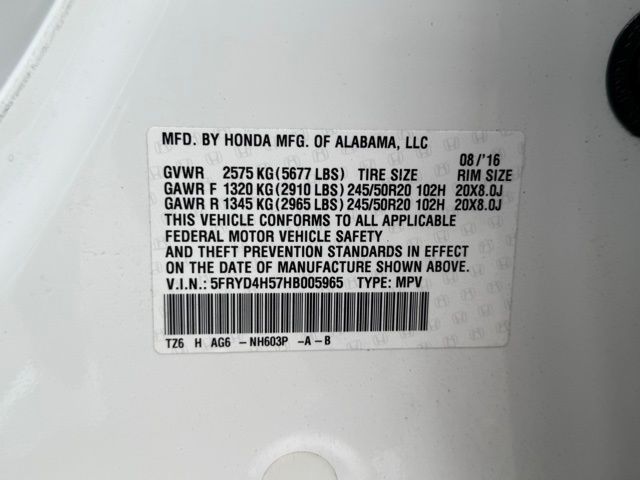 MFD. BY HONDA MFG. OF ALABAMA, LLC
08/'16
GVWR 2575 KG (5677 LBS) TIRE SIZE RIM SIZE
GAWR F 1320 KG (2910 LBS) 245/50R20 102H 20X8.0J
GAWR R 1345 KG (2965 LBS) 245/50R20 102H 20X8.0J
THIS VEHICLE CONFORMS TO ALL APPLICABLE
FEDERAL MOTOR VEHICLE SAFETY
AND THEFT PREVENTION STANDARDS IN EFFECT
ON THE DATE OF MANUFACTURE SHOWN ABOVE.
V.I.N.: 5FRYD4H57HB005965 TYPE: MPV
TZ6 H AG6 -NH603P -A-B